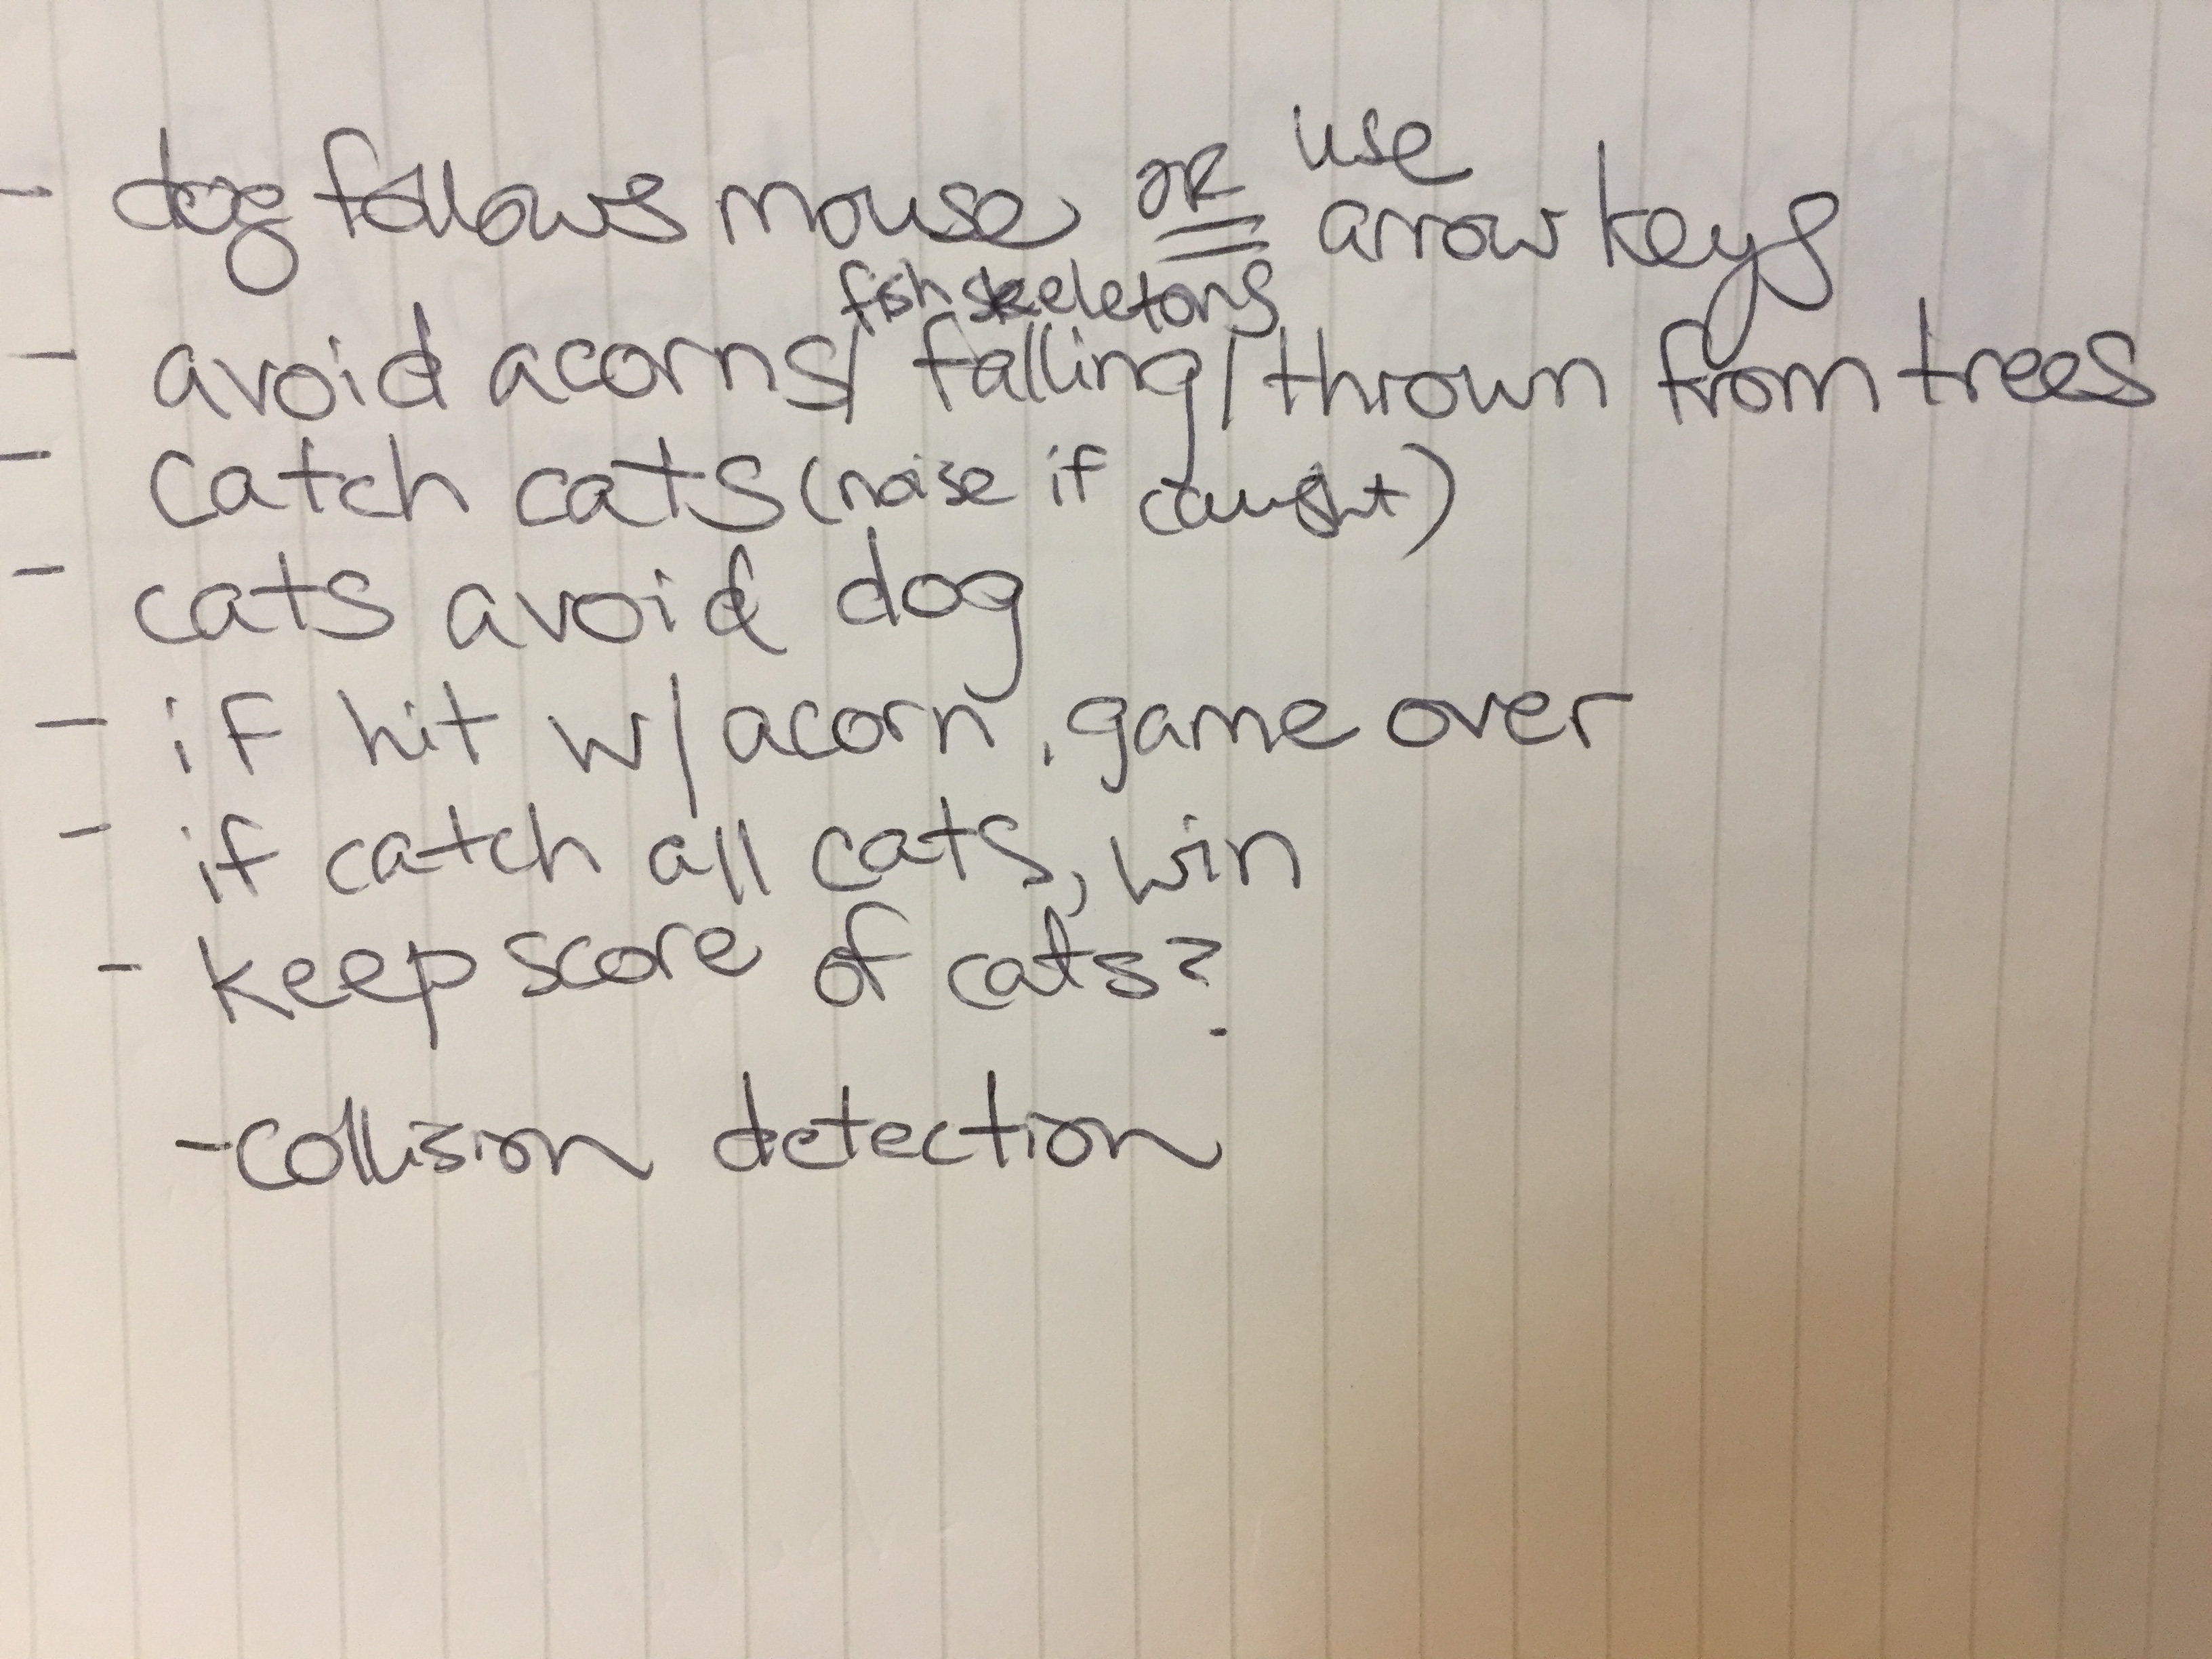 - dog follows mouse OR use arrow keys
fish skeletons
- avoid acorns/ falling/thrown from trees
- catch cats (noise if caught)
- cats avoid dog
- if hit w/ acorn, game over
- if catch all cats, win
- keep score of cats?
- collision detection